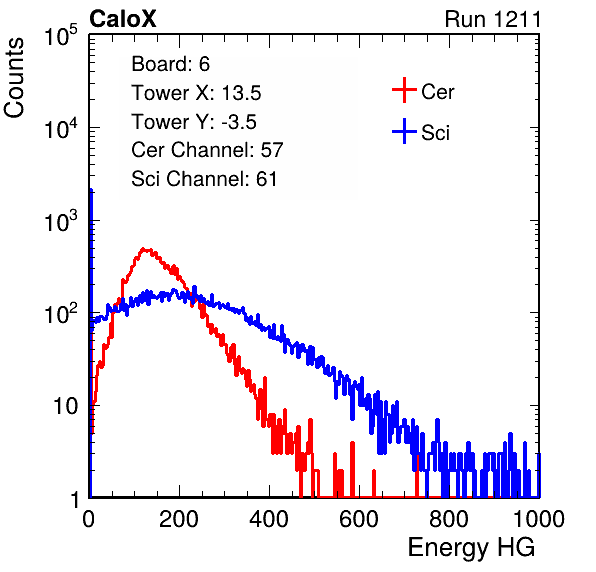 CaloX Run 1211
Counts
Board: 6
Tower X: 13.5
Tower Y: -3.5
Cer Channel: 57
Sci Channel: 61
Cer
Sci
10^5
10^4
10^3
10^2
10
1
0 200 400 600 800 1000
Energy HG